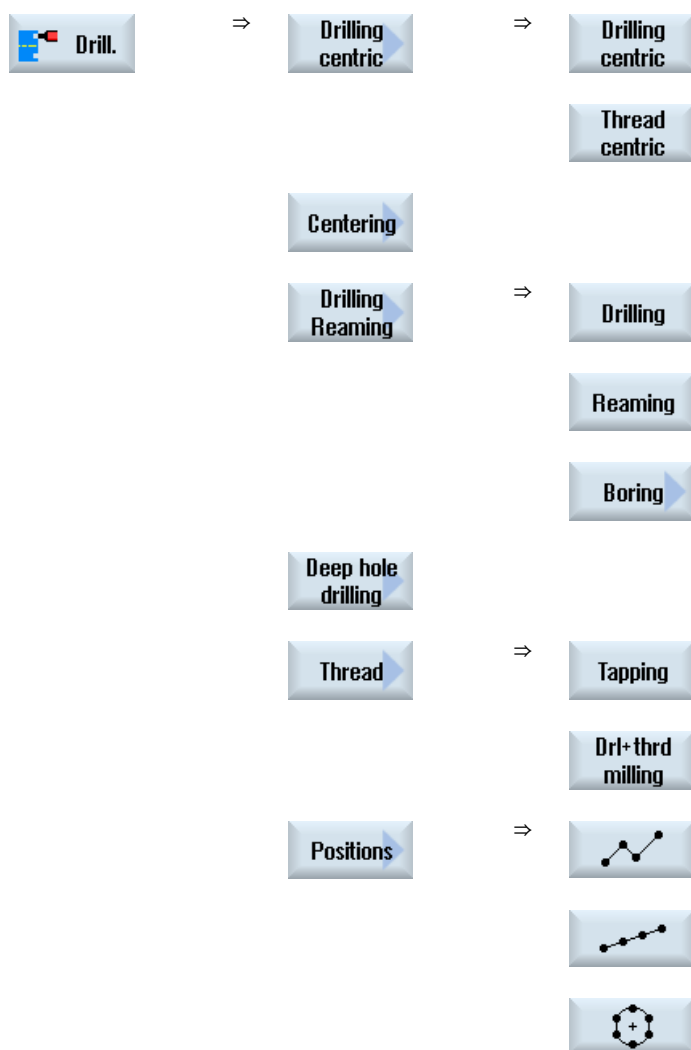 Drill.
⇒
Drilling
centric
⇒
Drilling
centric
Thread
centric
Centering
Drilling
Reaming
⇒
Drilling
Reaming
Boring
Deep hole
drilling
Thread
⇒
Tapping
Drl+thrd
milling
Positions
⇒